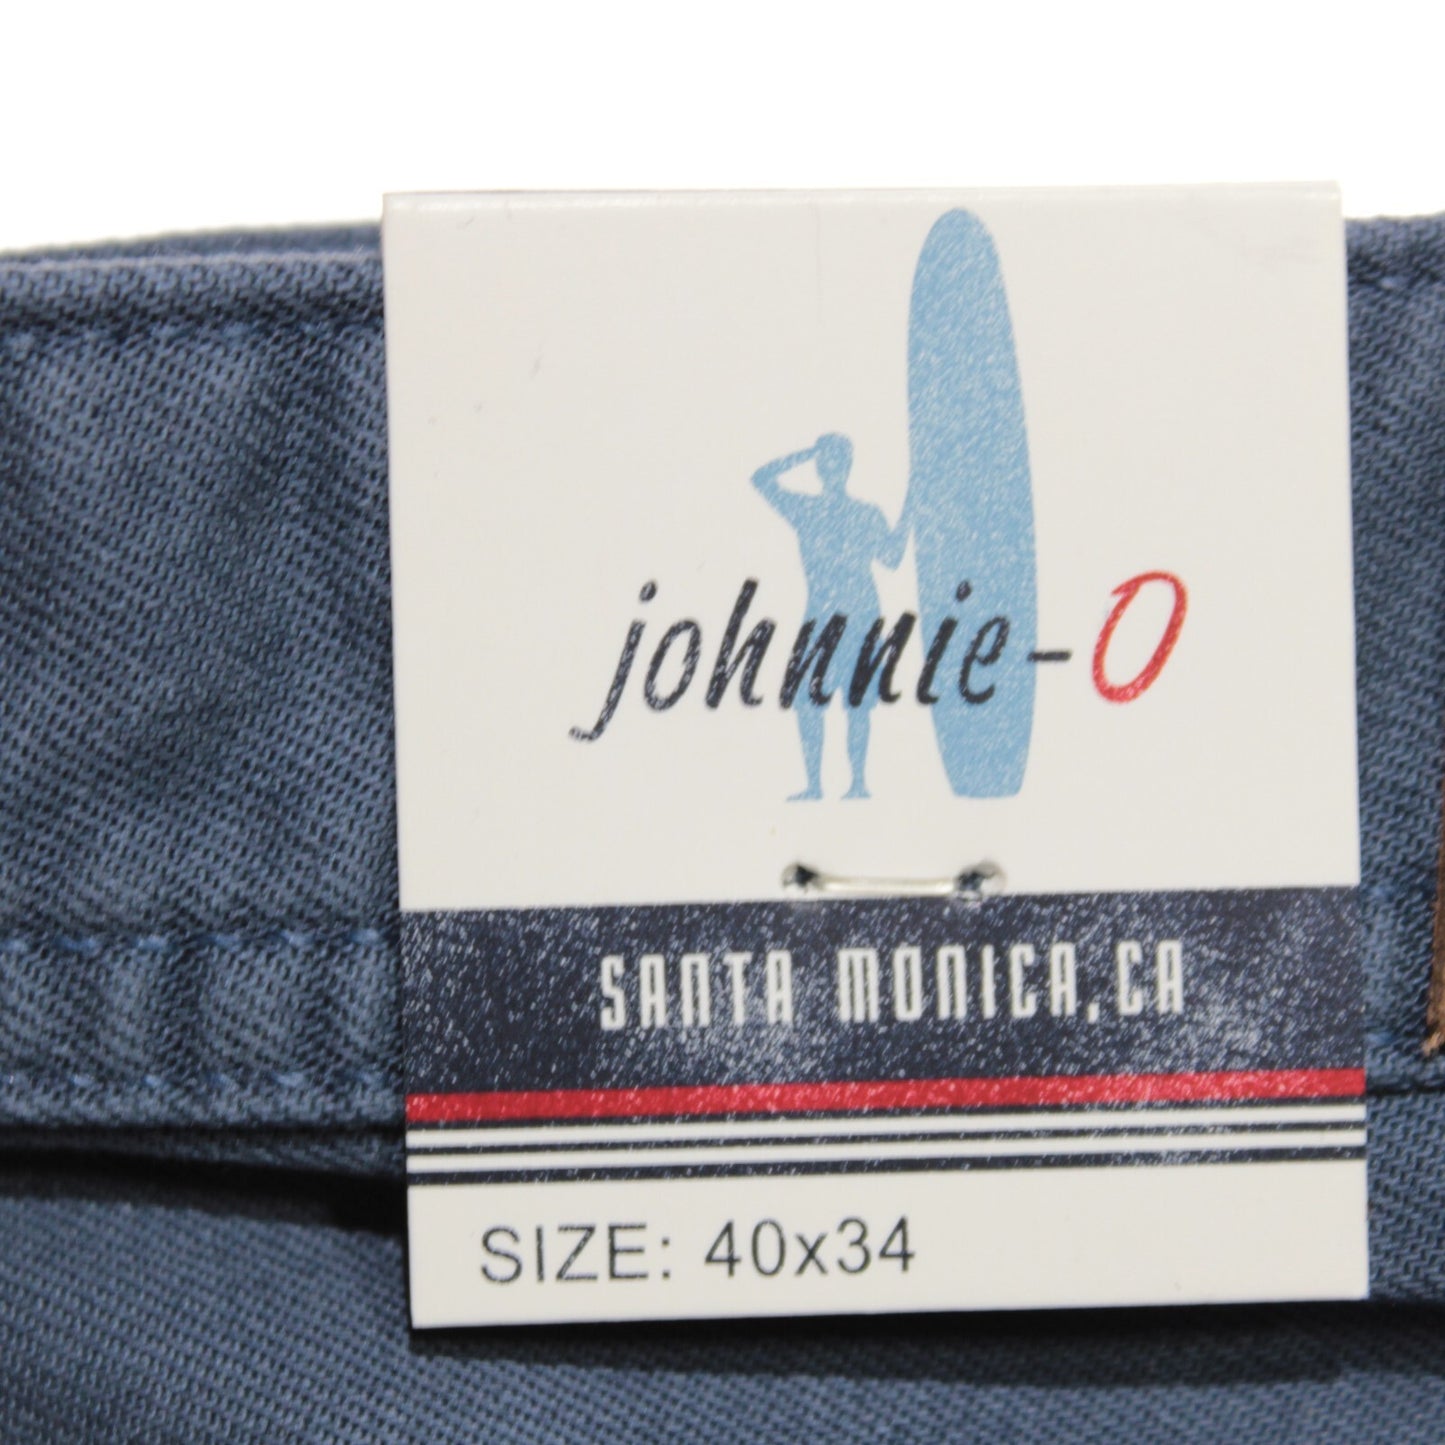 johnnie-O
SANTA MONICA, CA
SIZE: 40x34